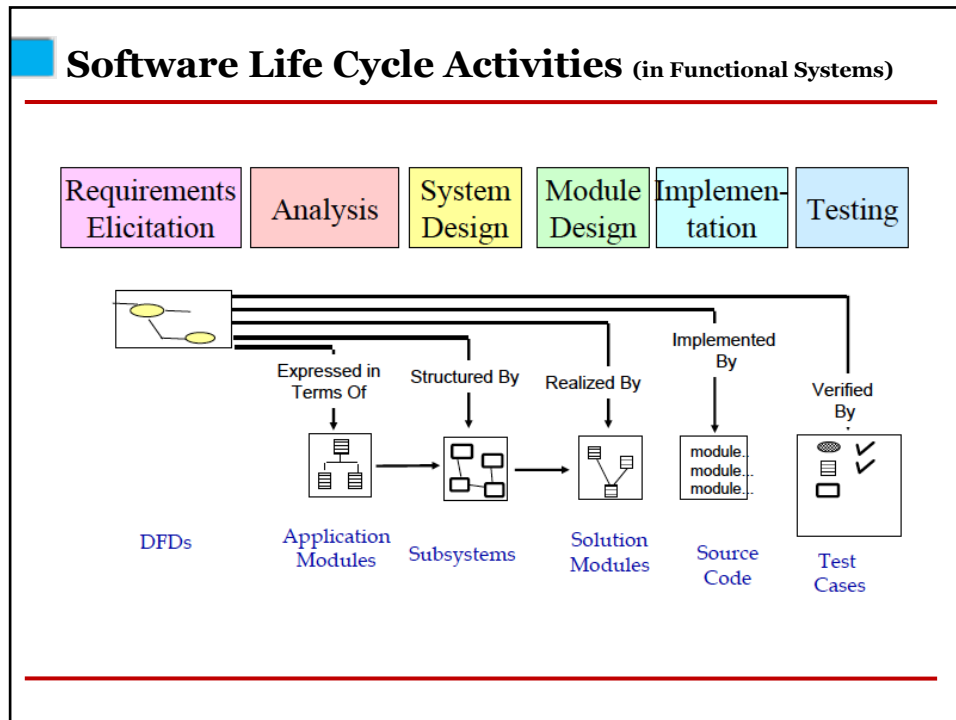 Software Life Cycle Activities (in Functional Systems)
Requirements
Elicitation
Analysis
System
Design
Module
Design
Implemen-
tation
Testing
Expressed in
Terms Of
Structured By
Realized By
Implemented
By
Verified
By
module..
module...
module...
DFDs
Application
Modules
Subsystems
Solution
Modules
Source
Code
Test
Cases